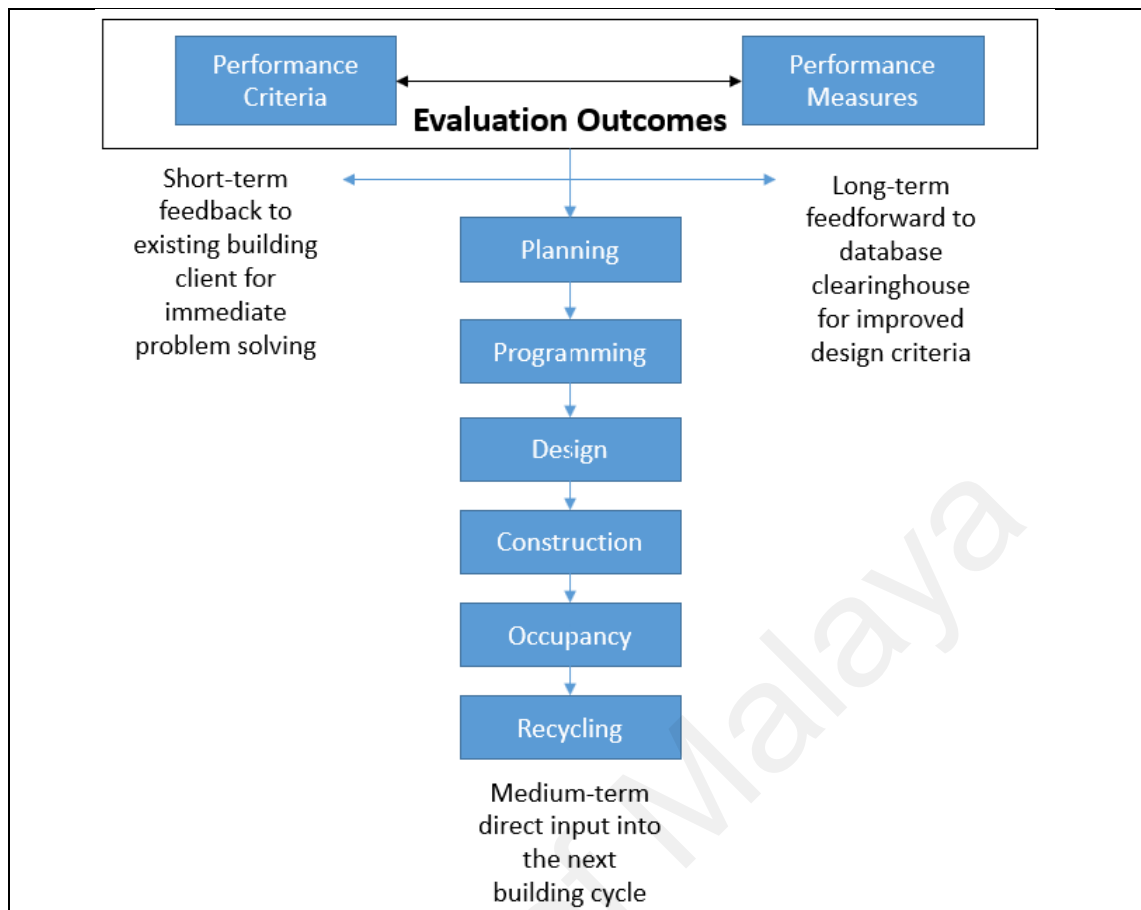 Performance
Criteria
Performance
Measures
Evaluation Outcomes
Short-term
feedback to
existing building
client for
immediate
problem solving
Long-term
feedforward to
database
clearinghouse
for improved
design criteria
Planning
Programming
Design
Construction
Occupancy
Recycling
Medium-term
direct input into
the next
building cycle
of Malaya